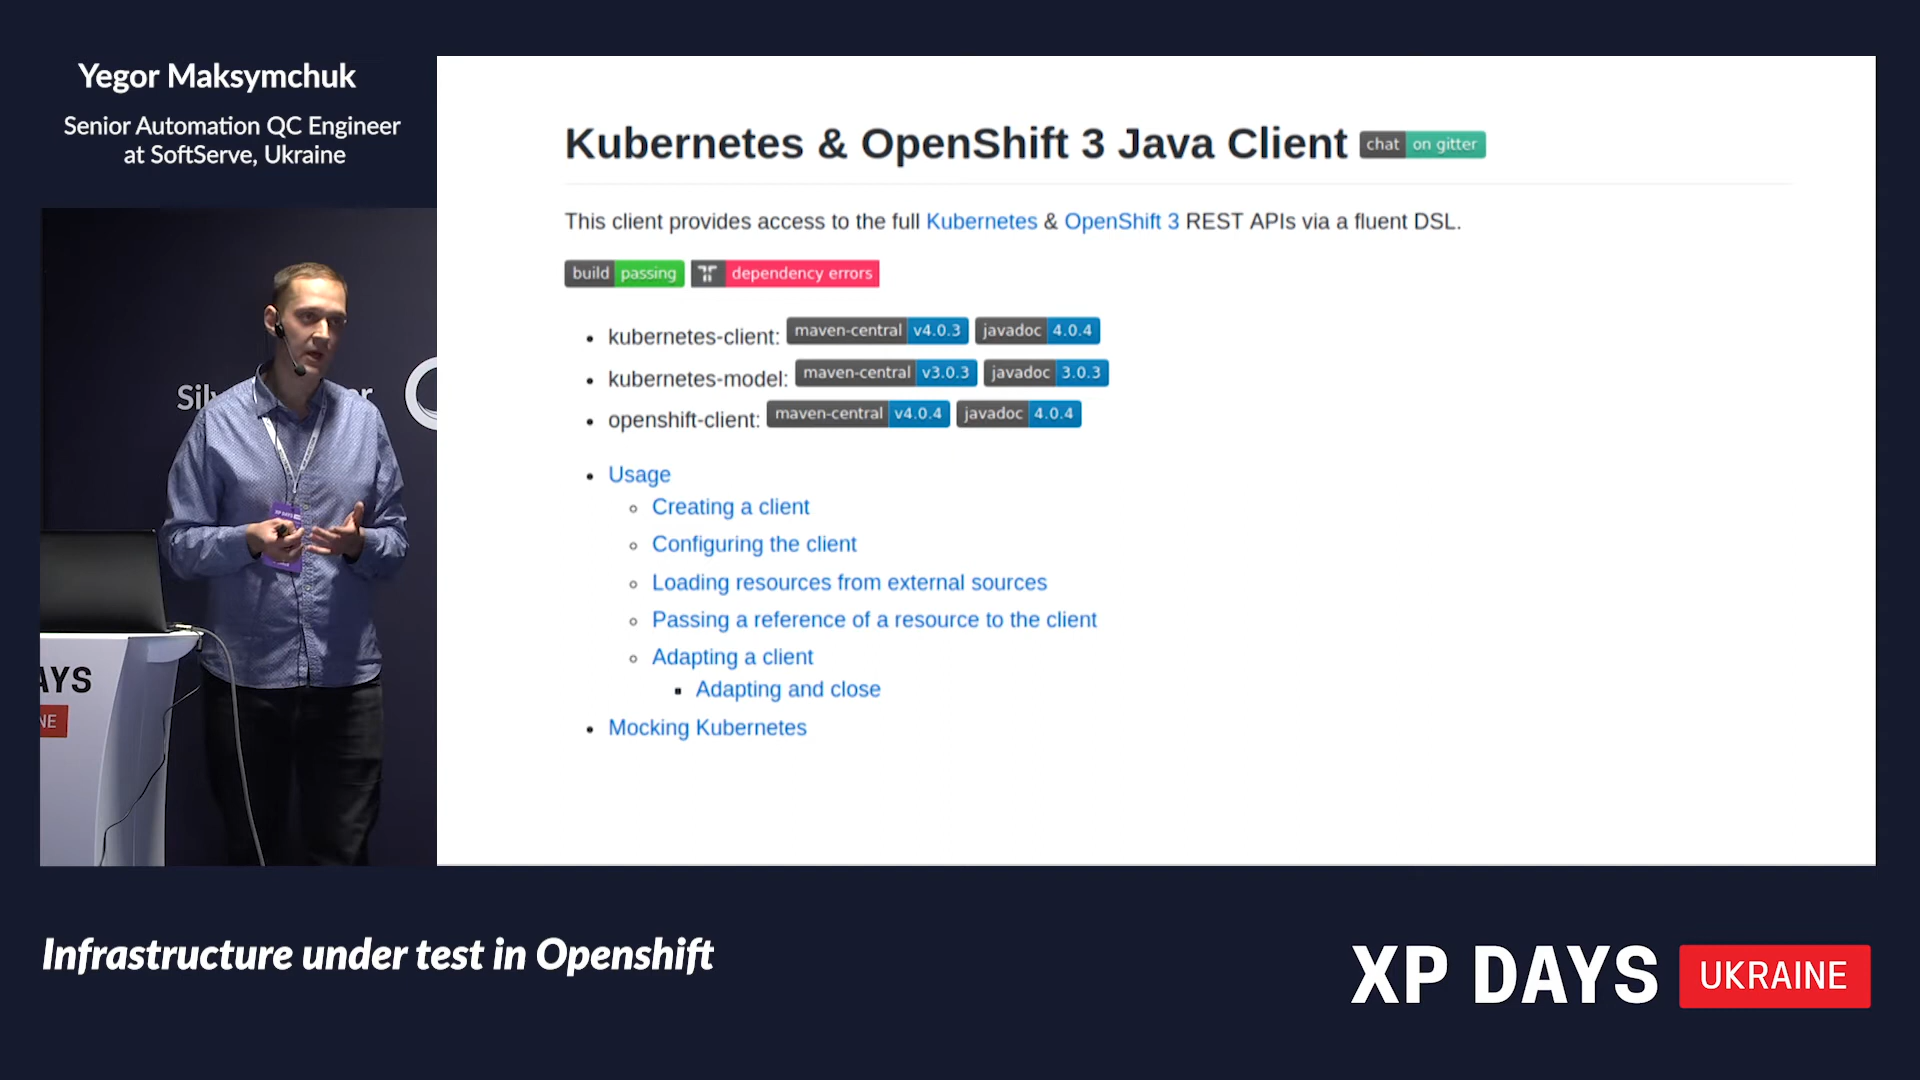 Yegor Maksymchuk
Senior Automation QC Engineer
at SoftServe, Ukraine
Kubernetes & OpenShift 3 Java Client chat on gitter
This client provides access to the full Kubernetes & OpenShift 3 REST APIs via a fluent DSL.
build passing dependency errors
kubernetes-client: maven-central v4.0.3 javadoc 4.0.4
kubernetes-model: maven-central v3.0.3 javadoc 3.0.3
openshift-client: maven-central v4.0.4 javadoc 4.0.4
Usage
Creating a client
Configuring the client
Loading resources from external sources
Passing a reference of a resource to the client
Adapting a client
Adapting and close
Mocking Kubernetes
XP DAYS
AYS
NE
Infrastructure under test in Openshift
XP DAYS UKRAINE